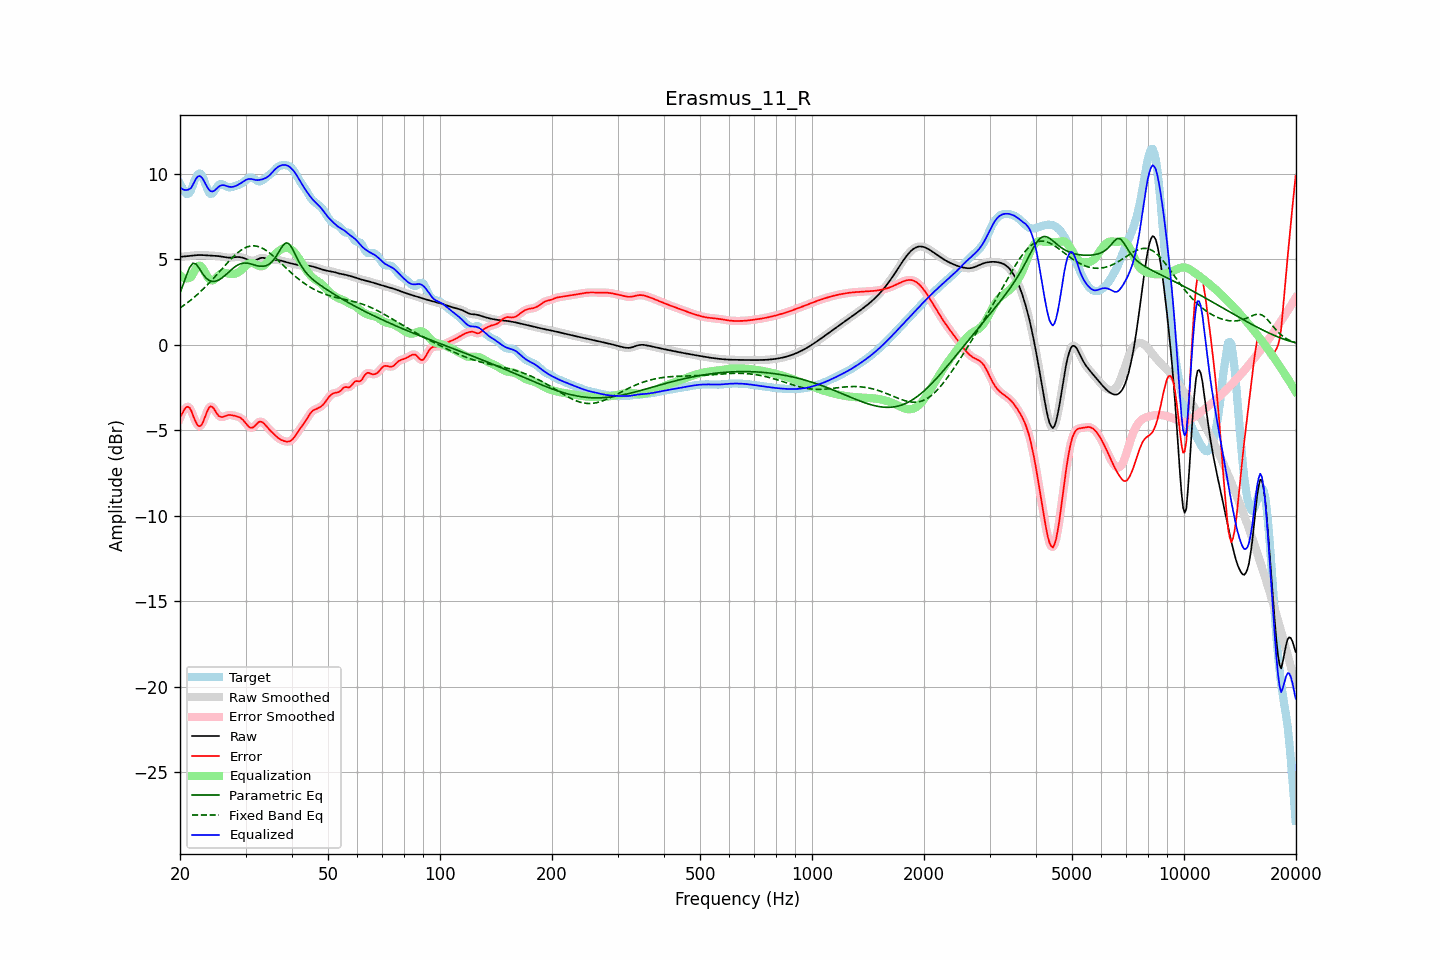 Erasmus_11_R
10
5
0
−5
−10
−15
−20
−25
Amplitude (dBr)
Target
Raw Smoothed
Error Smoothed
Raw
Error
Equalization
Parametric Eq
Fixed Band Eq
Equalized
20 50 100 200 500 1000 2000 5000 10000 20000
Frequency (Hz)